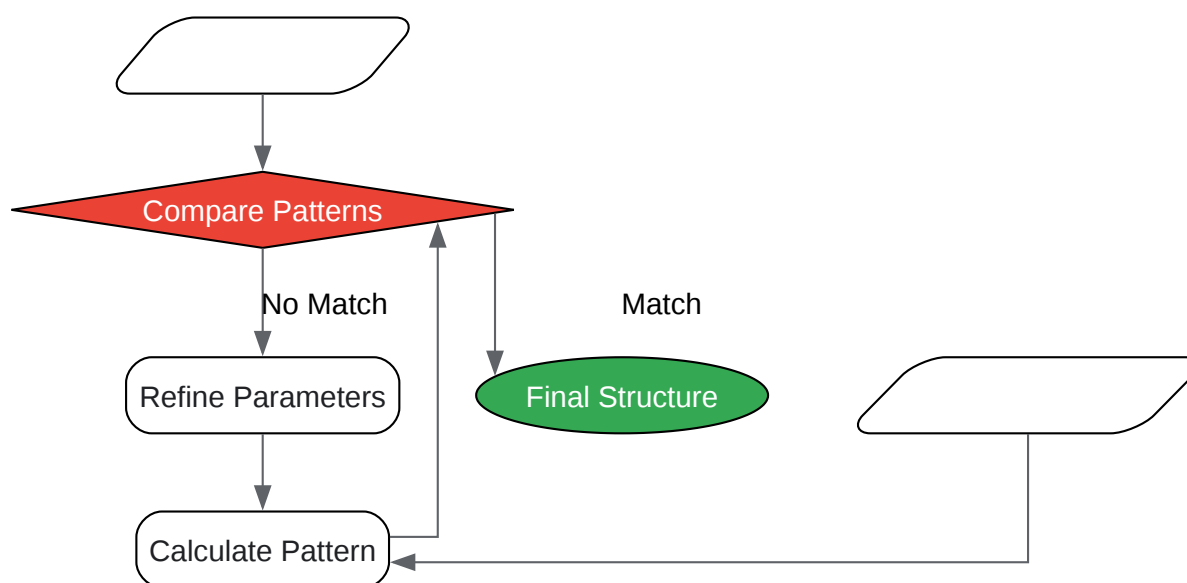 Compare Patterns
No Match
Match
Refine Parameters
Final Structure
Calculate Pattern